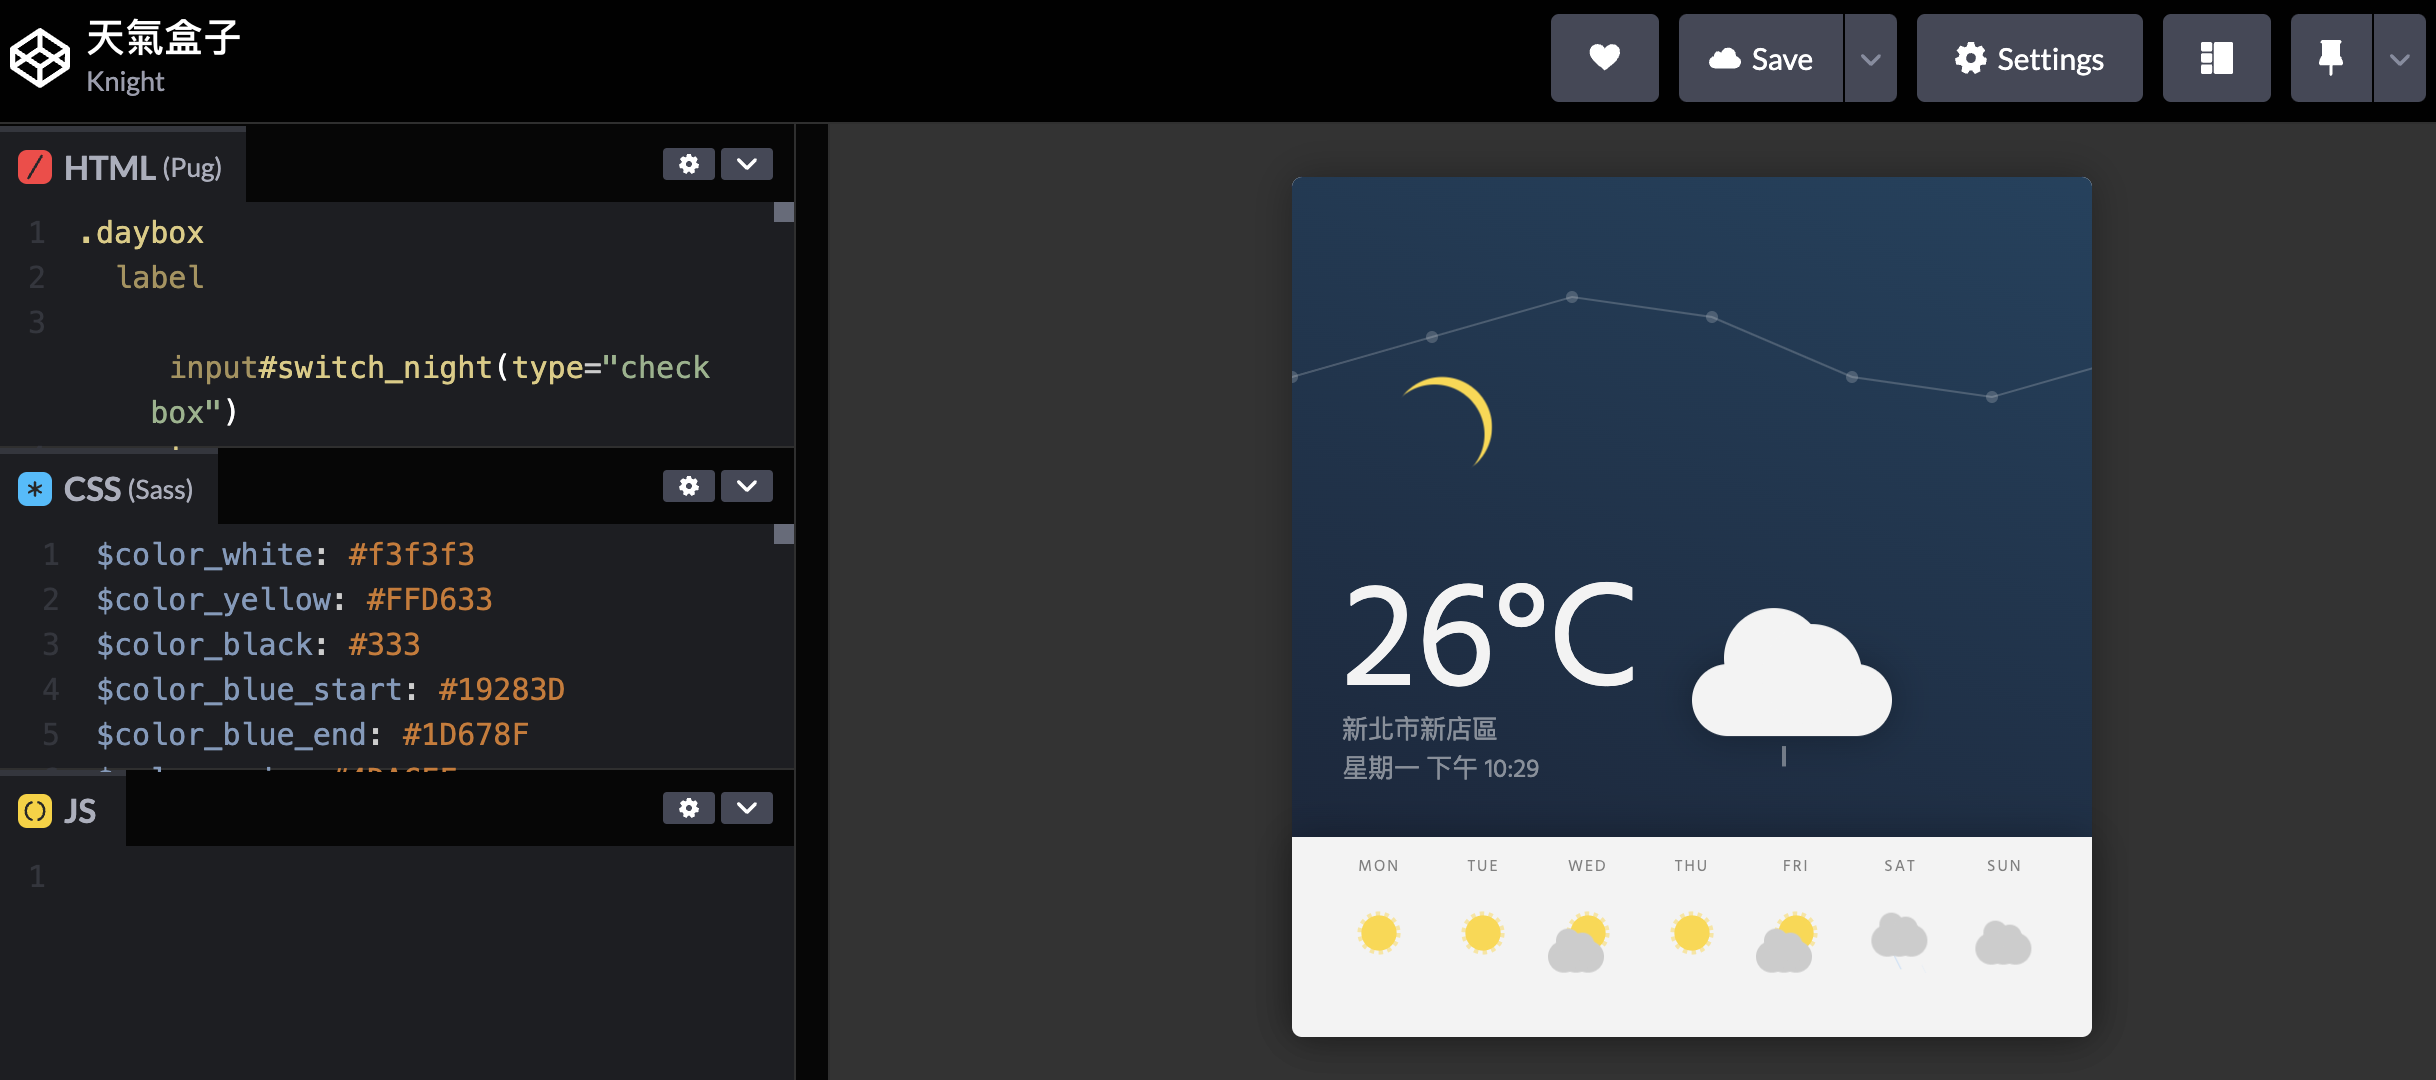 天氣盒子
Knight
Save
Settings
HTML (Pug)
1 .daybox
2 label
3
input#switch_night(type="check
box")
CSS (Sass)
1 $color_white: #f3f3f3
2 $color_yellow: #FFD633
3 $color_black: #333
4 $color_blue_start: #19283D
5 $color_blue_end: #1D678F
JS
1
26°C
新北市新店區
星期一 下午 10:29
MON TUE WED THU FRI SAT SUN